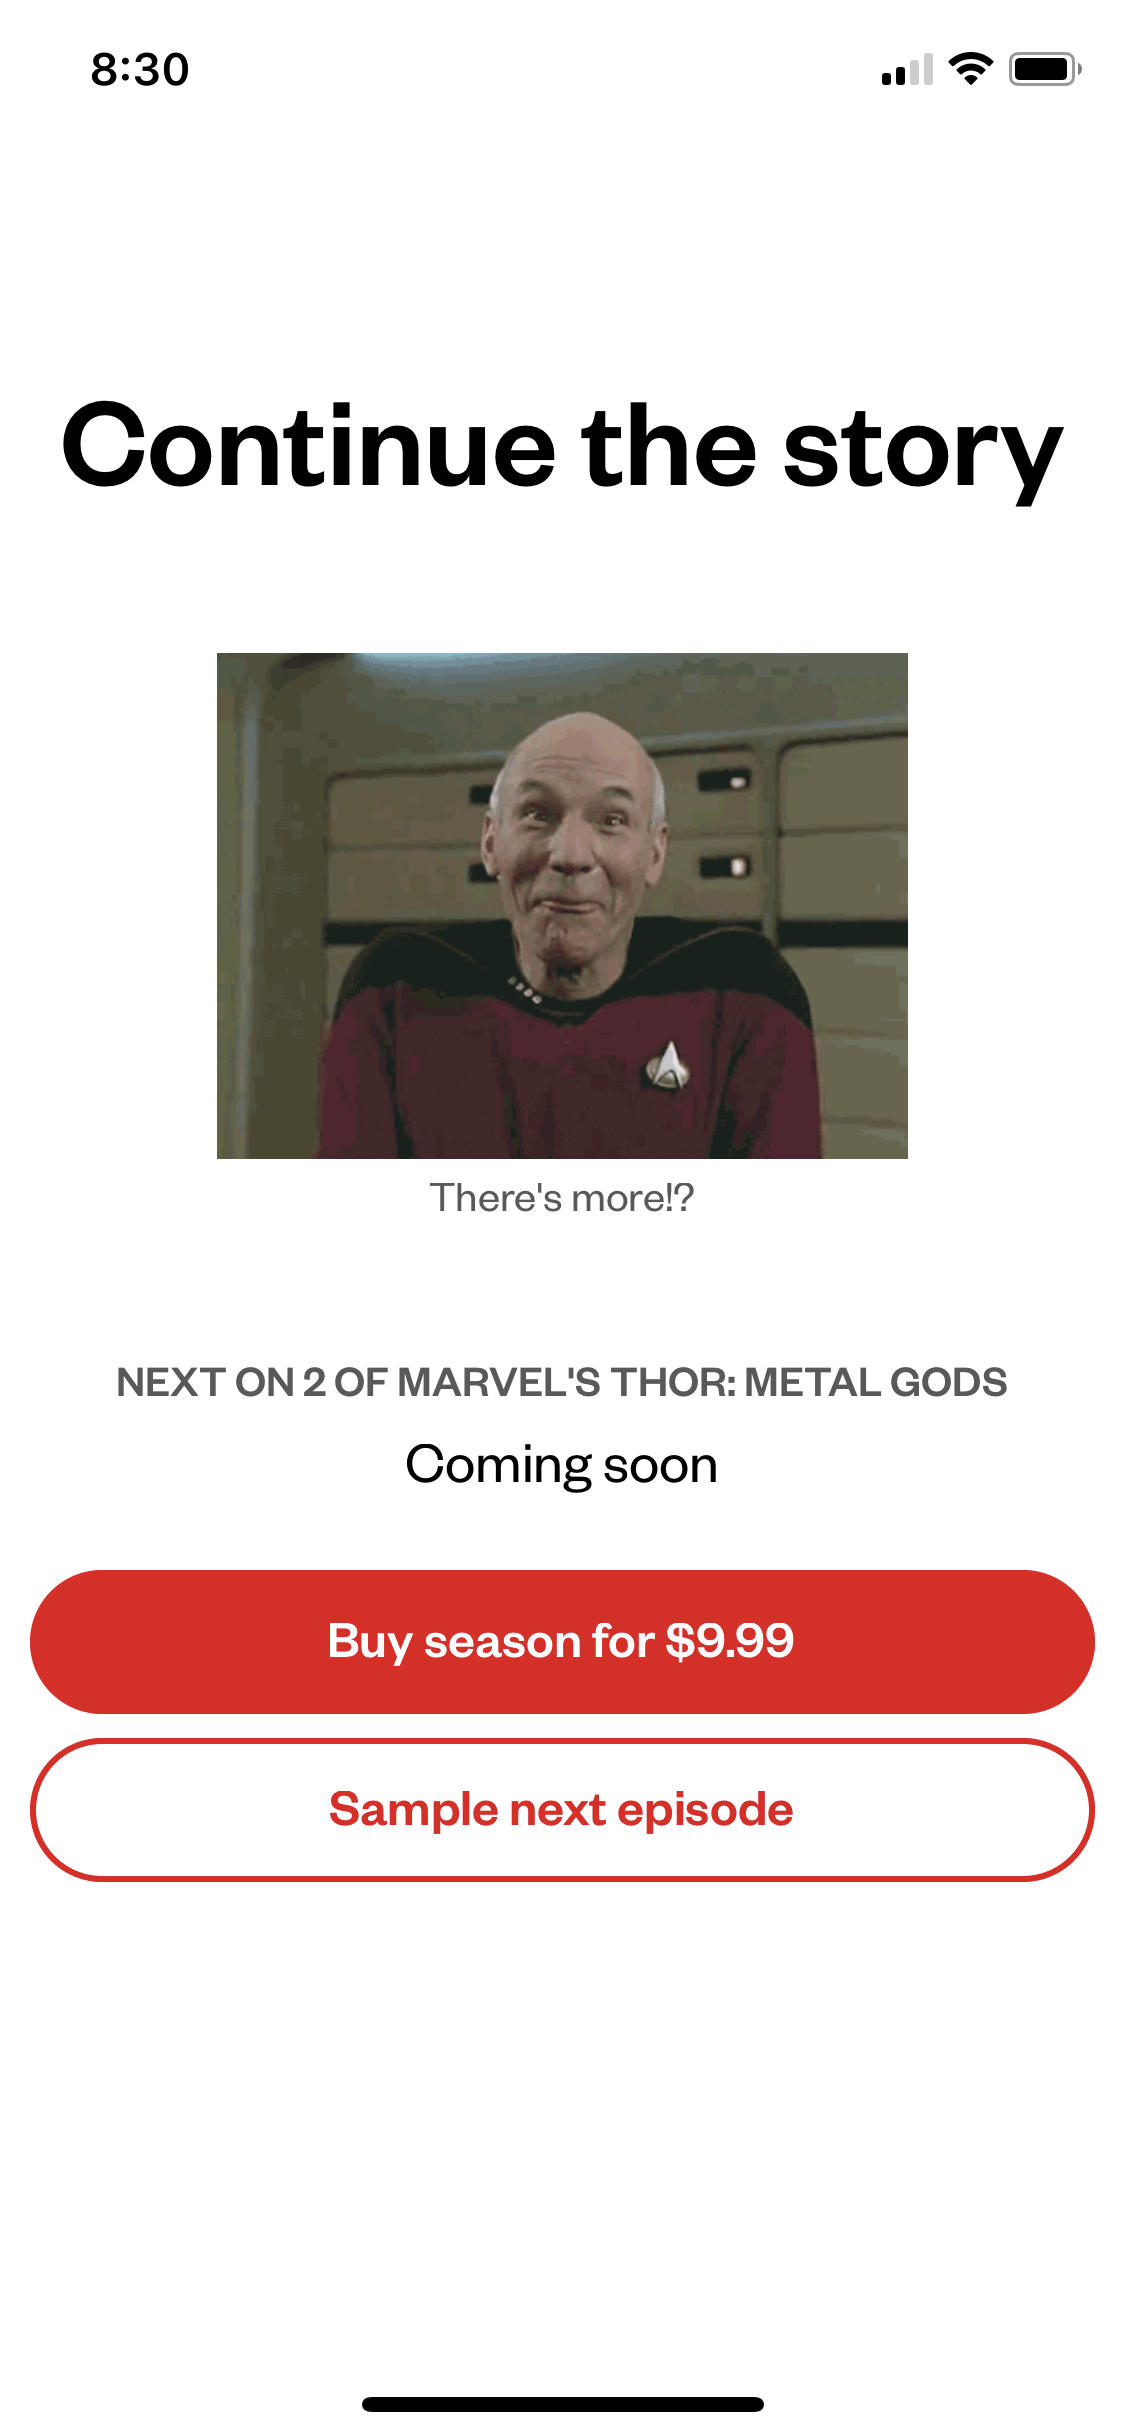 8:30
Continue the story
There's more!?
NEXT ON 2 OF MARVEL'S THOR: METAL GODS
Coming soon
Buy season for $9.99
Sample next episode